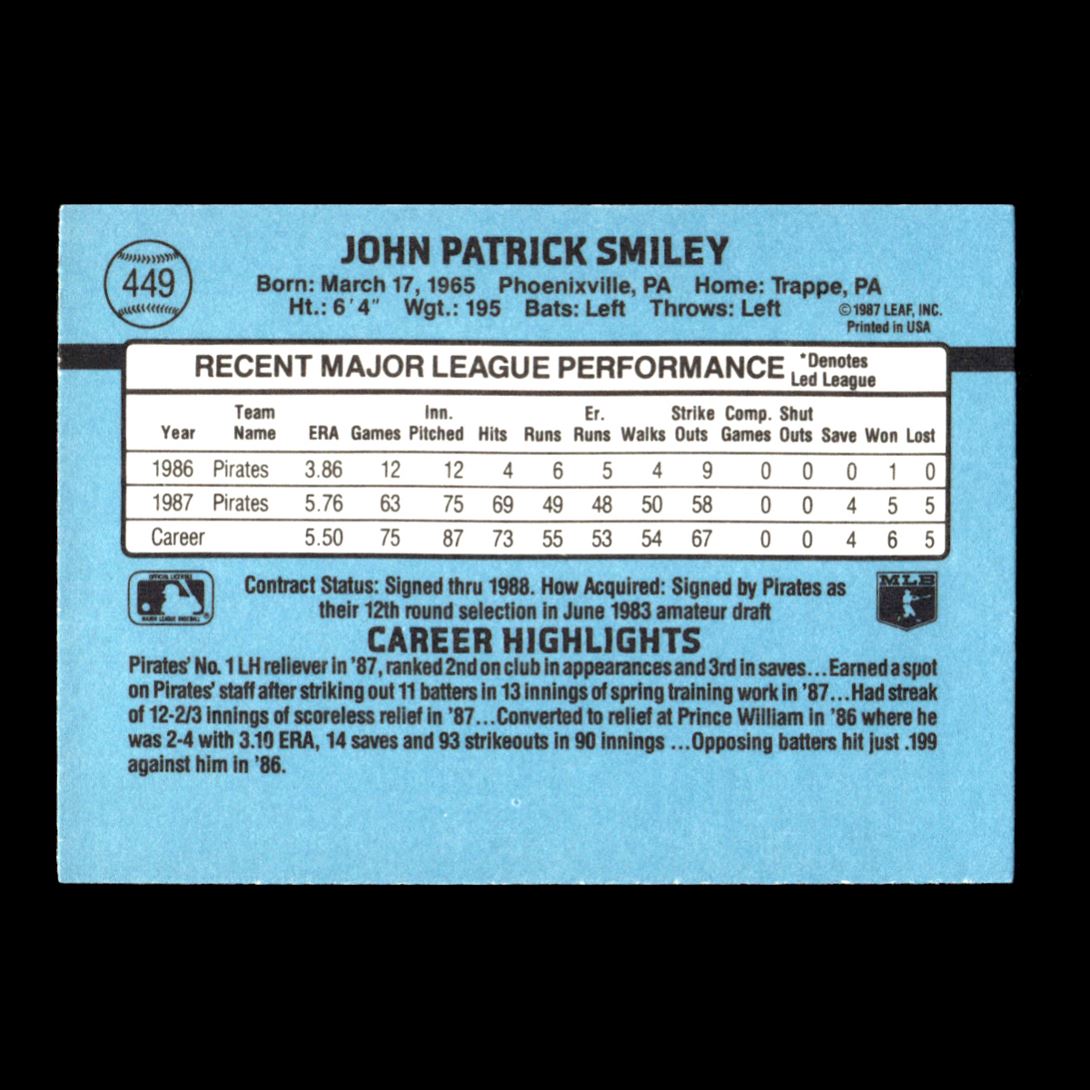 449
JOHN PATRICK SMILEY
Born: March 17, 1965 Phoenixville, PA Home: Trappe, PA
Ht.: 6'4" Wgt.: 195 Bats: Left Throws: Left
©1987 LEAF, INC.
Printed in USA
RECENT MAJOR LEAGUE PERFORMANCE *Denotes
Led League
Team Inn. Er. Strike Comp. Shut
Year Name ERA Games Pitched Hits Runs Runs Walks Outs Games Outs Save Won Lost
1986 Pirates 3.86 12 12 4 6 5 4 9 0 0 0 1 0
1987 Pirates 5.76 63 75 69 49 48 50 58 0 0 4 5 5
Career 5.50 75 87 73 55 53 54 67 0 0 4 6 5
OFFICIAL LICENSEE
MAJOR LEAGUE BASEBALL
Contract Status: Signed thru 1988. How Acquired: Signed by Pirates as
their 12th round selection in June 1983 amateur draft
MLB
CAREER HIGHLIGHTS
Pirates' No. 1 LH reliever in '87, ranked 2nd on club in appearances and 3rd in saves...Earned a spot
on Pirates' staff after striking out 11 batters in 13 innings of spring training work in '87...Had streak
of 12-2/3 innings of scoreless relief in '87...Converted to relief at Prince William in '86 where he
was 2-4 with 3.10 ERA, 14 saves and 93 strikeouts in 90 innings ...Opposing batters hit just .199
against him in '86.